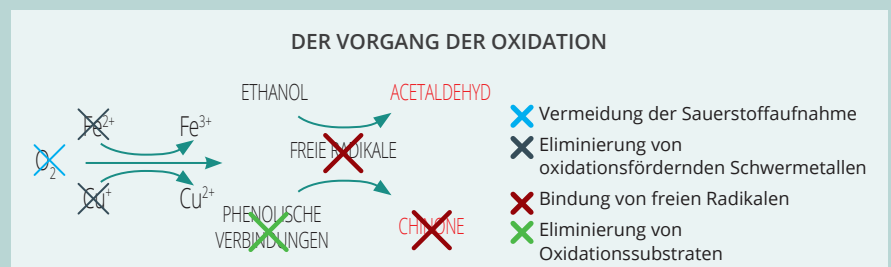 DER VORGANG DER OXIDATION
ETHANOL
ACETALDEHYD
Fe²⁺
Fe³⁺
O₂
FREIE RADIKALE
Cu⁺
Cu²⁺
PHENOLISCHE
VERBINDUNGEN
CHINONE
Vermeidung der Sauerstoffaufnahme
Eliminierung von
oxidationsfördernden Schwermetallen
Bindung von freien Radikalen
Eliminierung von
Oxidationssubstraten